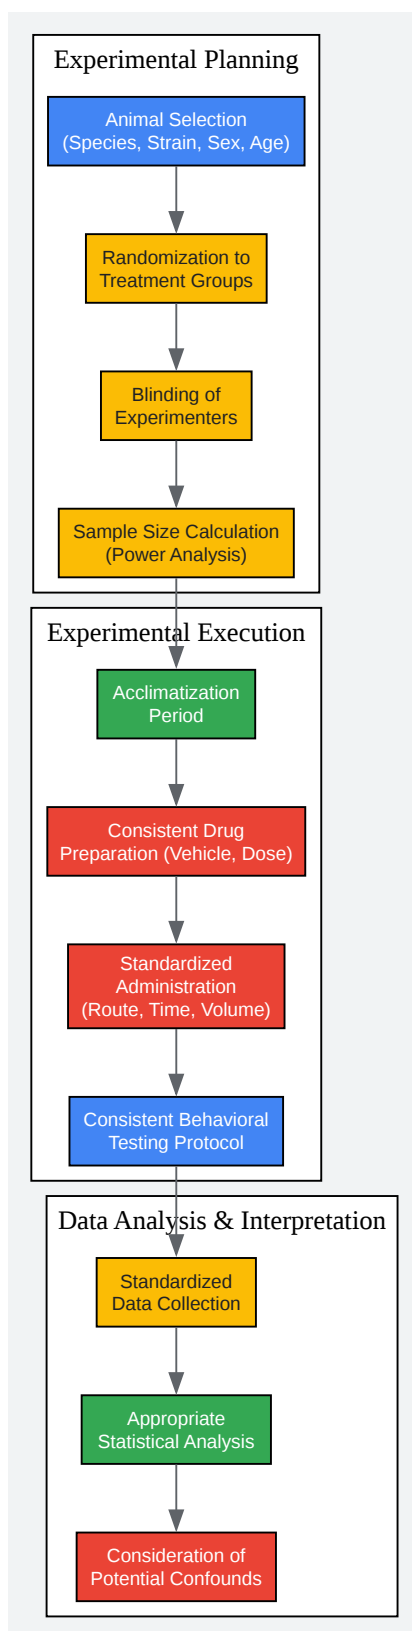 Experimental Planning
Animal Selection
(Species, Strain, Sex, Age)
Randomization to
Treatment Groups
Blinding of
Experimenters
Sample Size Calculation
(Power Analysis)
Experimental Execution
Acclimatization
Period
Consistent Drug
Preparation (Vehicle, Dose)
Standardized
Administration
(Route, Time, Volume)
Consistent Behavioral
Testing Protocol
Data Analysis & Interpretation
Standardized
Data Collection
Appropriate
Statistical Analysis
Consideration of
Potential Confounds